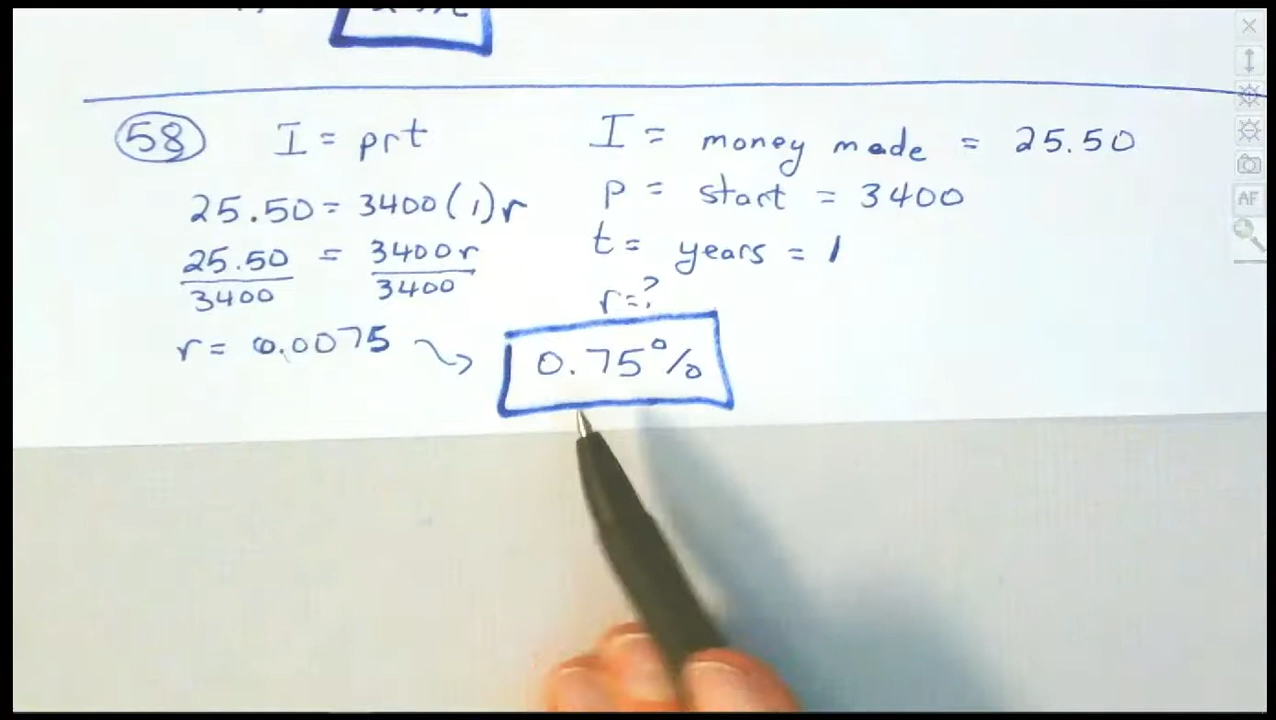 58 I = prt
25.50 = 3400(1)r
25.50 = 3400r
3400 3400
r = 0.0075
I = money made = 25.50
p = start = 3400
t = years = 1
r = ?
0.75%
AF